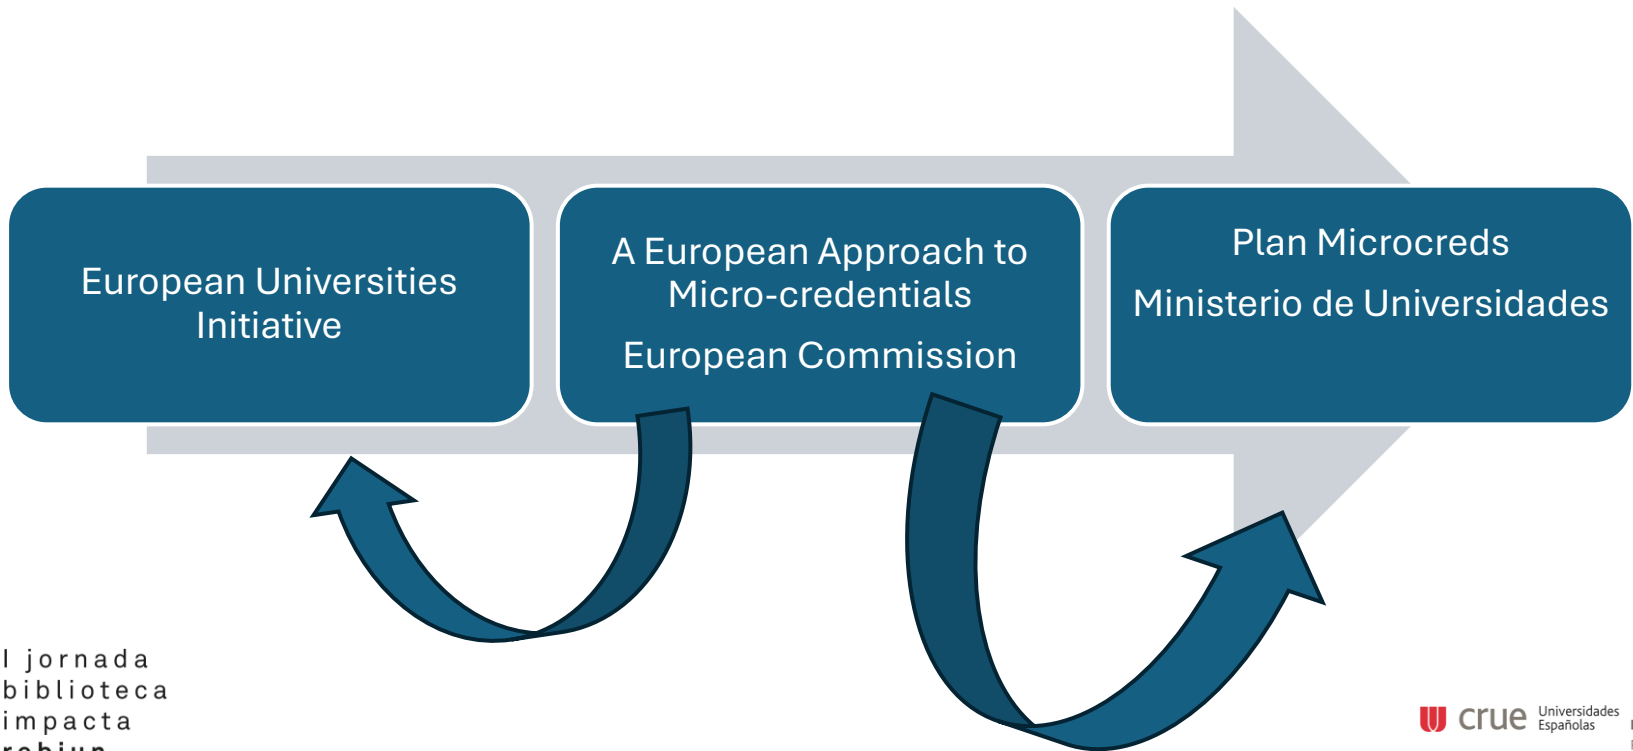 European Universities
Initiative
A European Approach to
Micro-credentials
European Commission
Plan Microcreds
Ministerio de Universidades
I jornada
biblioteca
impacta
rebiun
crue Universidades
Españolas